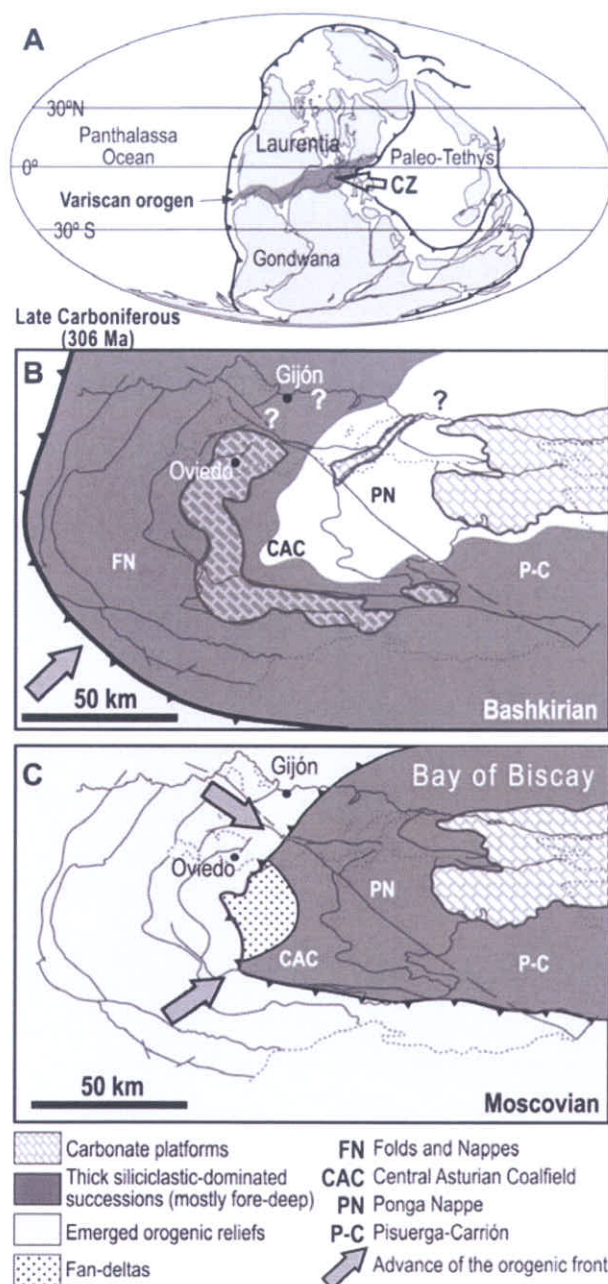 A
30ºN
Panthalassa
Ocean
Laurentia
0º
Paleo-Tethys
CZ
Variscan orogen
30º S
Gondwana
Late Carboniferous
(306 Ma)
B
Gijón
?
?
?
Oviedo
PN
CAC
FN
P-C
50 km
Bashkirian
C
Gijón
Bay of Biscay
Oviedo
PN
CAC
P-C
50 km
Moscovian
Carbonate platforms
Thick siliciclastic-dominated
successions (mostly fore-deep)
Emerged orogenic reliefs
Fan-deltas
FN Folds and Nappes
CAC Central Asturian Coalfield
PN Ponga Nappe
P-C Pisuerga-Carrión
Advance of the orogenic front